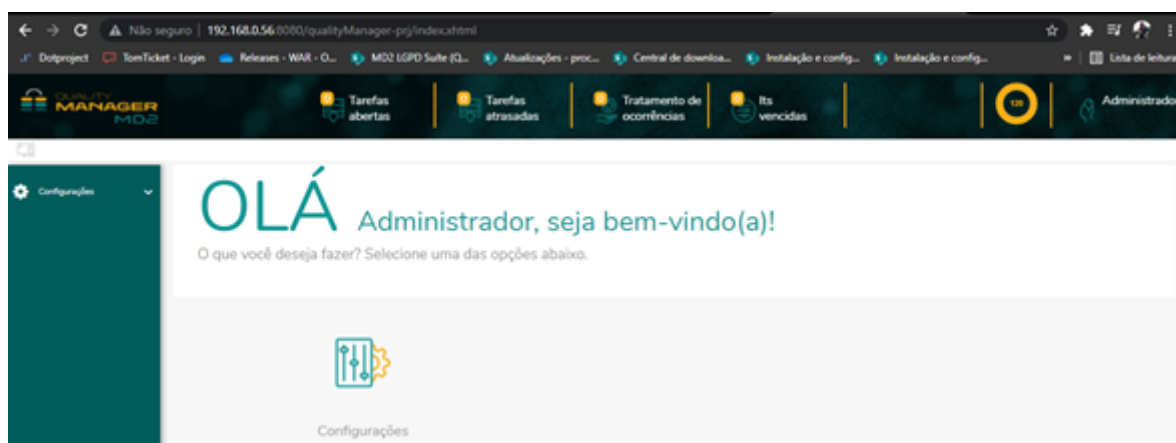 Não seguro | 192.168.0.56:8080/qualityManager-prj/index.xhtml
Dotproject TomTicket - Login Releases - WAR - O... MD2 LGPD Suite (Q... Atualizações - proc... Central de downloa... Instalação e config... Instalação e config... » Lista de leitura
QUALITY
MANAGER
MD2
Tarefas
abertas
Tarefas
atrasadas
Tratamento de
ocorrências
Its
vencidas
120
Administrado
Configurações
OLÁ Administrador, seja bem-vindo(a)!
O que você deseja fazer? Selecione uma das opções abaixo.
Configurações